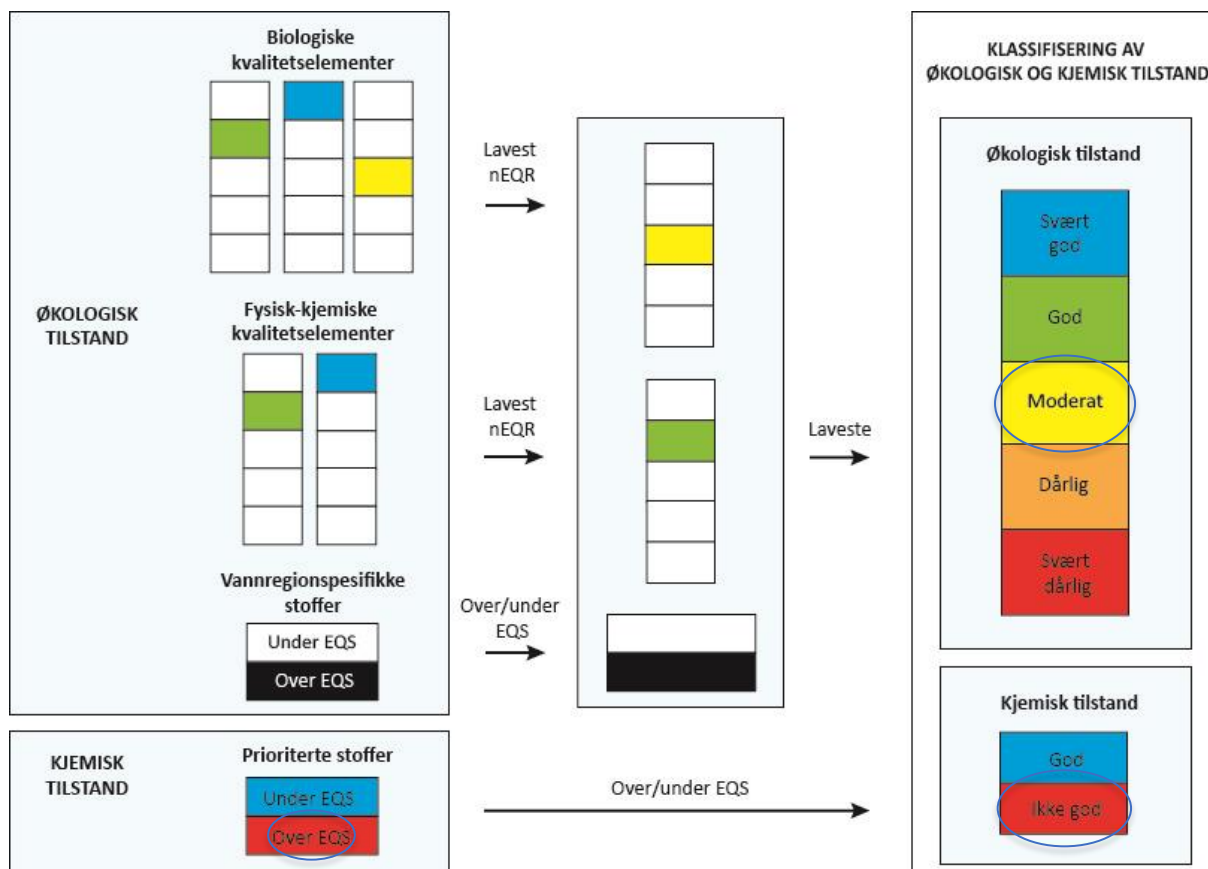 Biologiske
kvalitetselementer
ØKOLOGISK
TILSTAND
Fysisk-kjemiske
kvalitetselementer
Vannregionspesifikke
stoffer
Under EQS
Over EQS
Lavest
nEQR
Lavest
nEQR
Over/under
EQS
Laveste
KJEMISK
TILSTAND
Prioriterte stoffer
Under EQS
Over EQS
Over/under EQS
KLASSIFISERING AV
ØKOLOGISK OG KJEMISK TILSTAND
Økologisk tilstand
Svært
god
God
Moderat
Dårlig
Svært
dårlig
Kjemisk tilstand
God
Ikke god